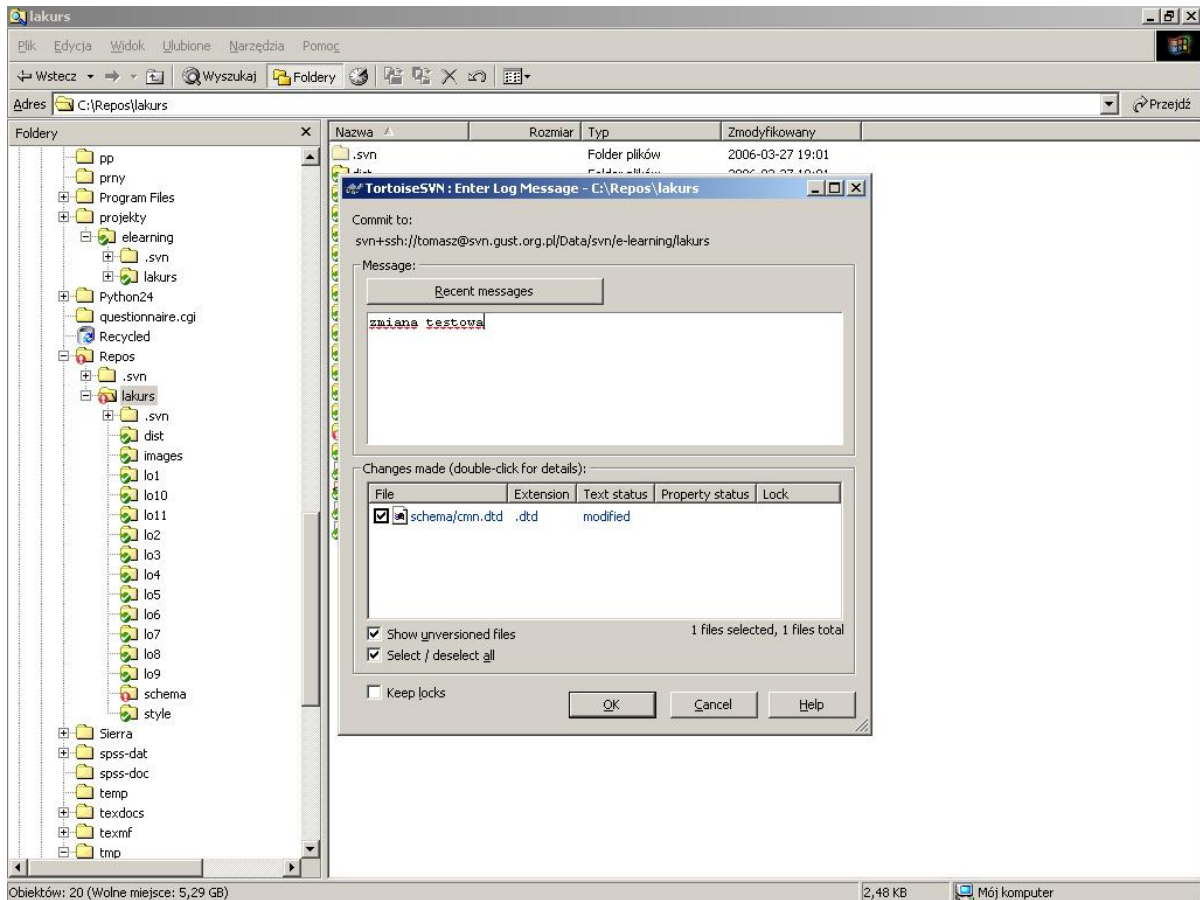 lakurs
Plik Edycja Widok Ulubione Narzędzia Pomoc
Wstecz Wyszukaj Foldery
Adres C:\Repos\lakurs Przejdź
Foldery
pp
prny
Program Files
projekty
elearning
.svn
lakurs
Python24
questionnaire.cgi
Recycled
Repos
.svn
lakurs
.svn
dist
images
lo1
lo10
lo11
lo2
lo3
lo4
lo5
lo6
lo7
lo8
lo9
schema
style
Sierra
spss-dat
spss-doc
temp
texdocs
texmf
tmp
Nazwa Rozmiar Typ Zmodyfikowany
.svn Folder plików 2006-03-27 19:01
TortoiseSVN : Enter Log Message - C:\Repos\lakurs
Commit to:
svn+ssh://tomasz@svn.gust.org.pl/Data/svn/e-learning/lakurs
Message:
Recent messages
zmiana testowa
Changes made (double-click for details):
File Extension Text status Property status Lock
schema/cmn.dtd .dtd modified
Show unversioned files
1 files selected, 1 files total
Select / deselect all
Keep locks
OK Cancel Help
Obiektów: 20 (Wolne miejsce: 5,29 GB) 2,48 KB Mój komputer